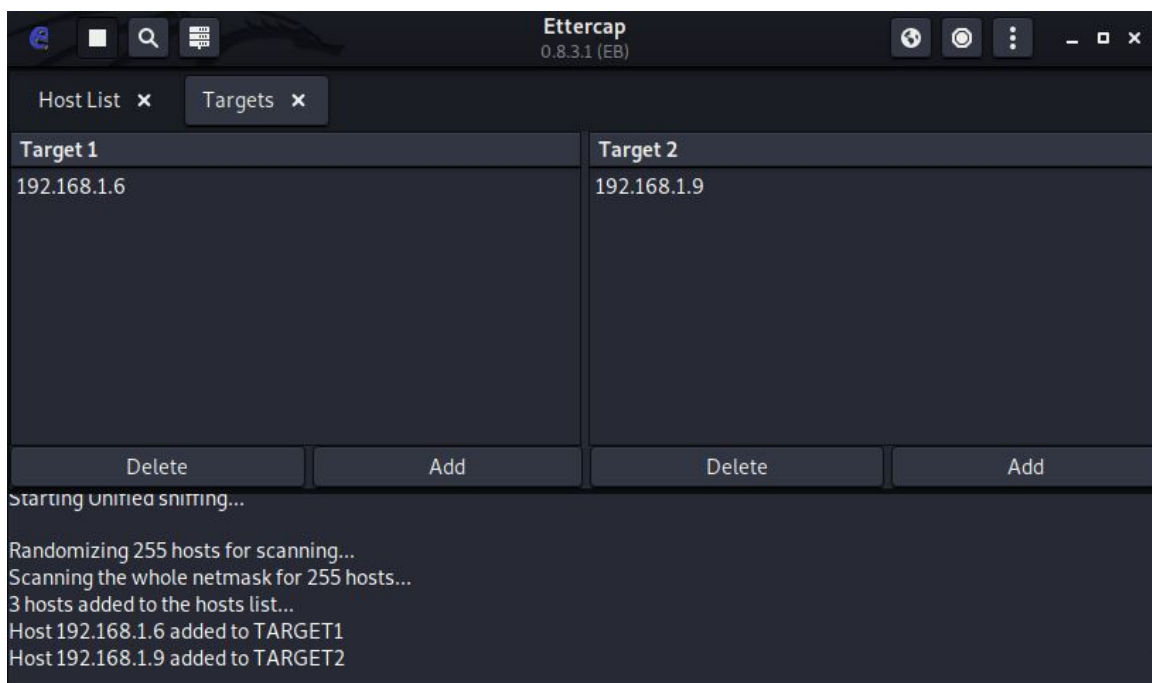 Ettercap
0.8.3.1 (EB)
Host List × Targets ×
Target 1 Target 2
192.168.1.6 192.168.1.9
Delete Add Delete Add
Starting Unified sniffing...
Randomizing 255 hosts for scanning...
Scanning the whole netmask for 255 hosts...
3 hosts added to the hosts list...
Host 192.168.1.6 added to TARGET1
Host 192.168.1.9 added to TARGET2